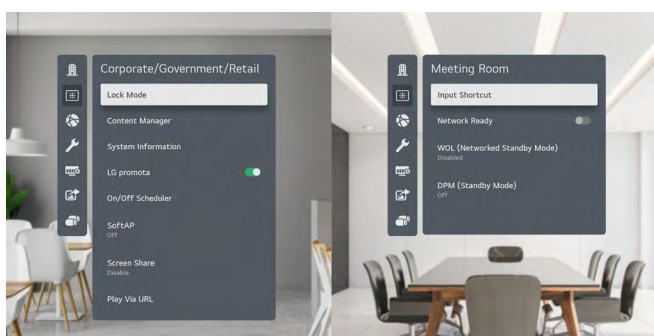 Corporate/Government/Retail
Lock Mode
Content Manager
System Information
LG promota
On/Off Scheduler
SoftAP
Off
Screen Share
Disable
Play Via URL
Meeting Room
Input Shortcut
Network Ready
WOL (Networked Standby Mode)
Disabled
DPM (Standby Mode)
Off